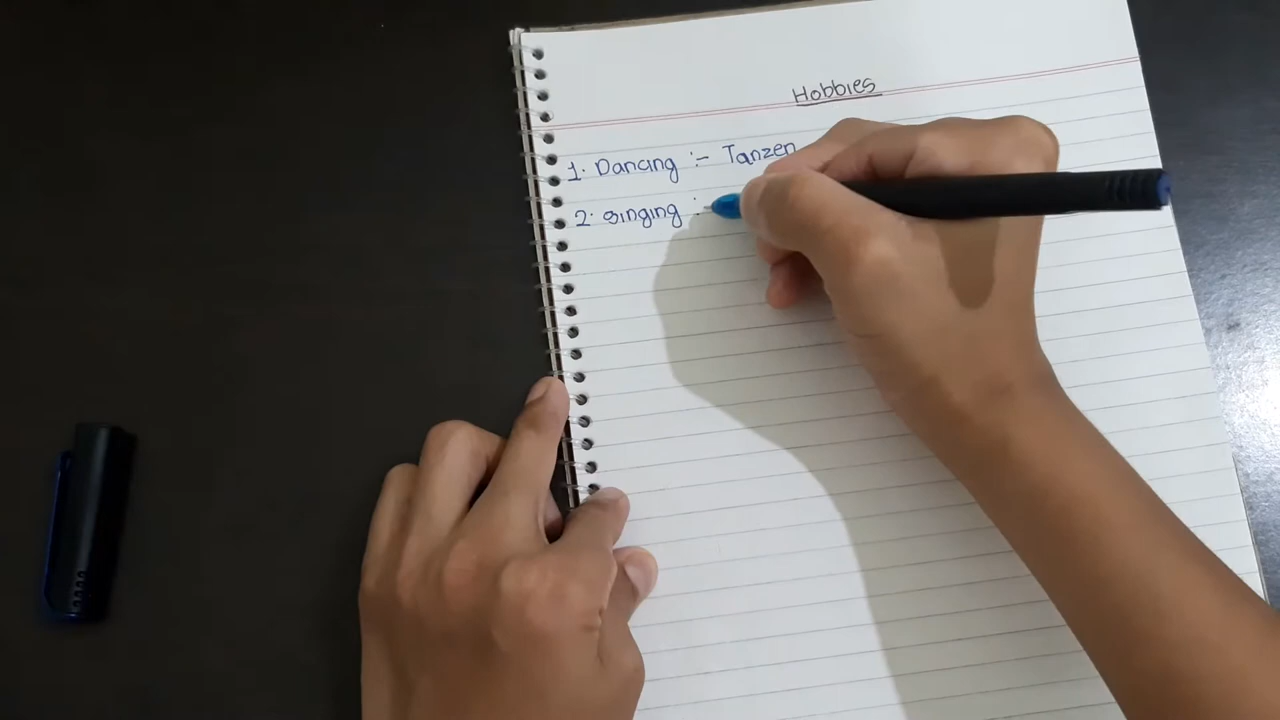 Hobbies
1. Dancing :- Tanzen
2. singing :-